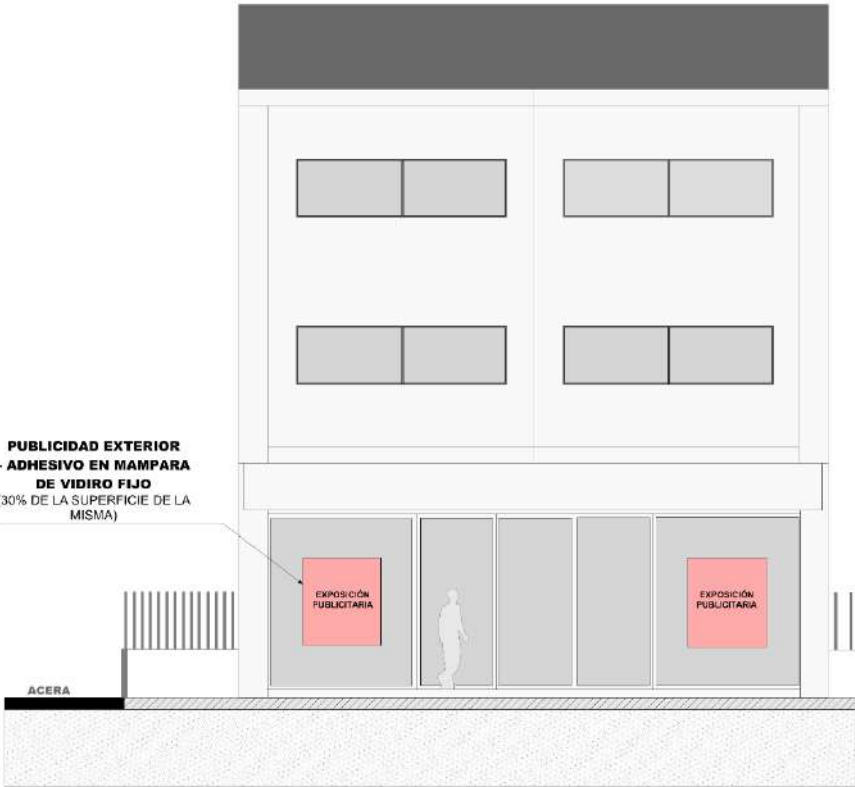 PUBLICIDAD EXTERIOR
- ADHESIVO EN MAMPARA
DE VIDIRO FIJO
(30% DE LA SUPERFICIE DE LA
MISMA)
EXPOSICIÓN
PUBLICITARIA
EXPOSICIÓN
PUBLICITARIA
ACERA